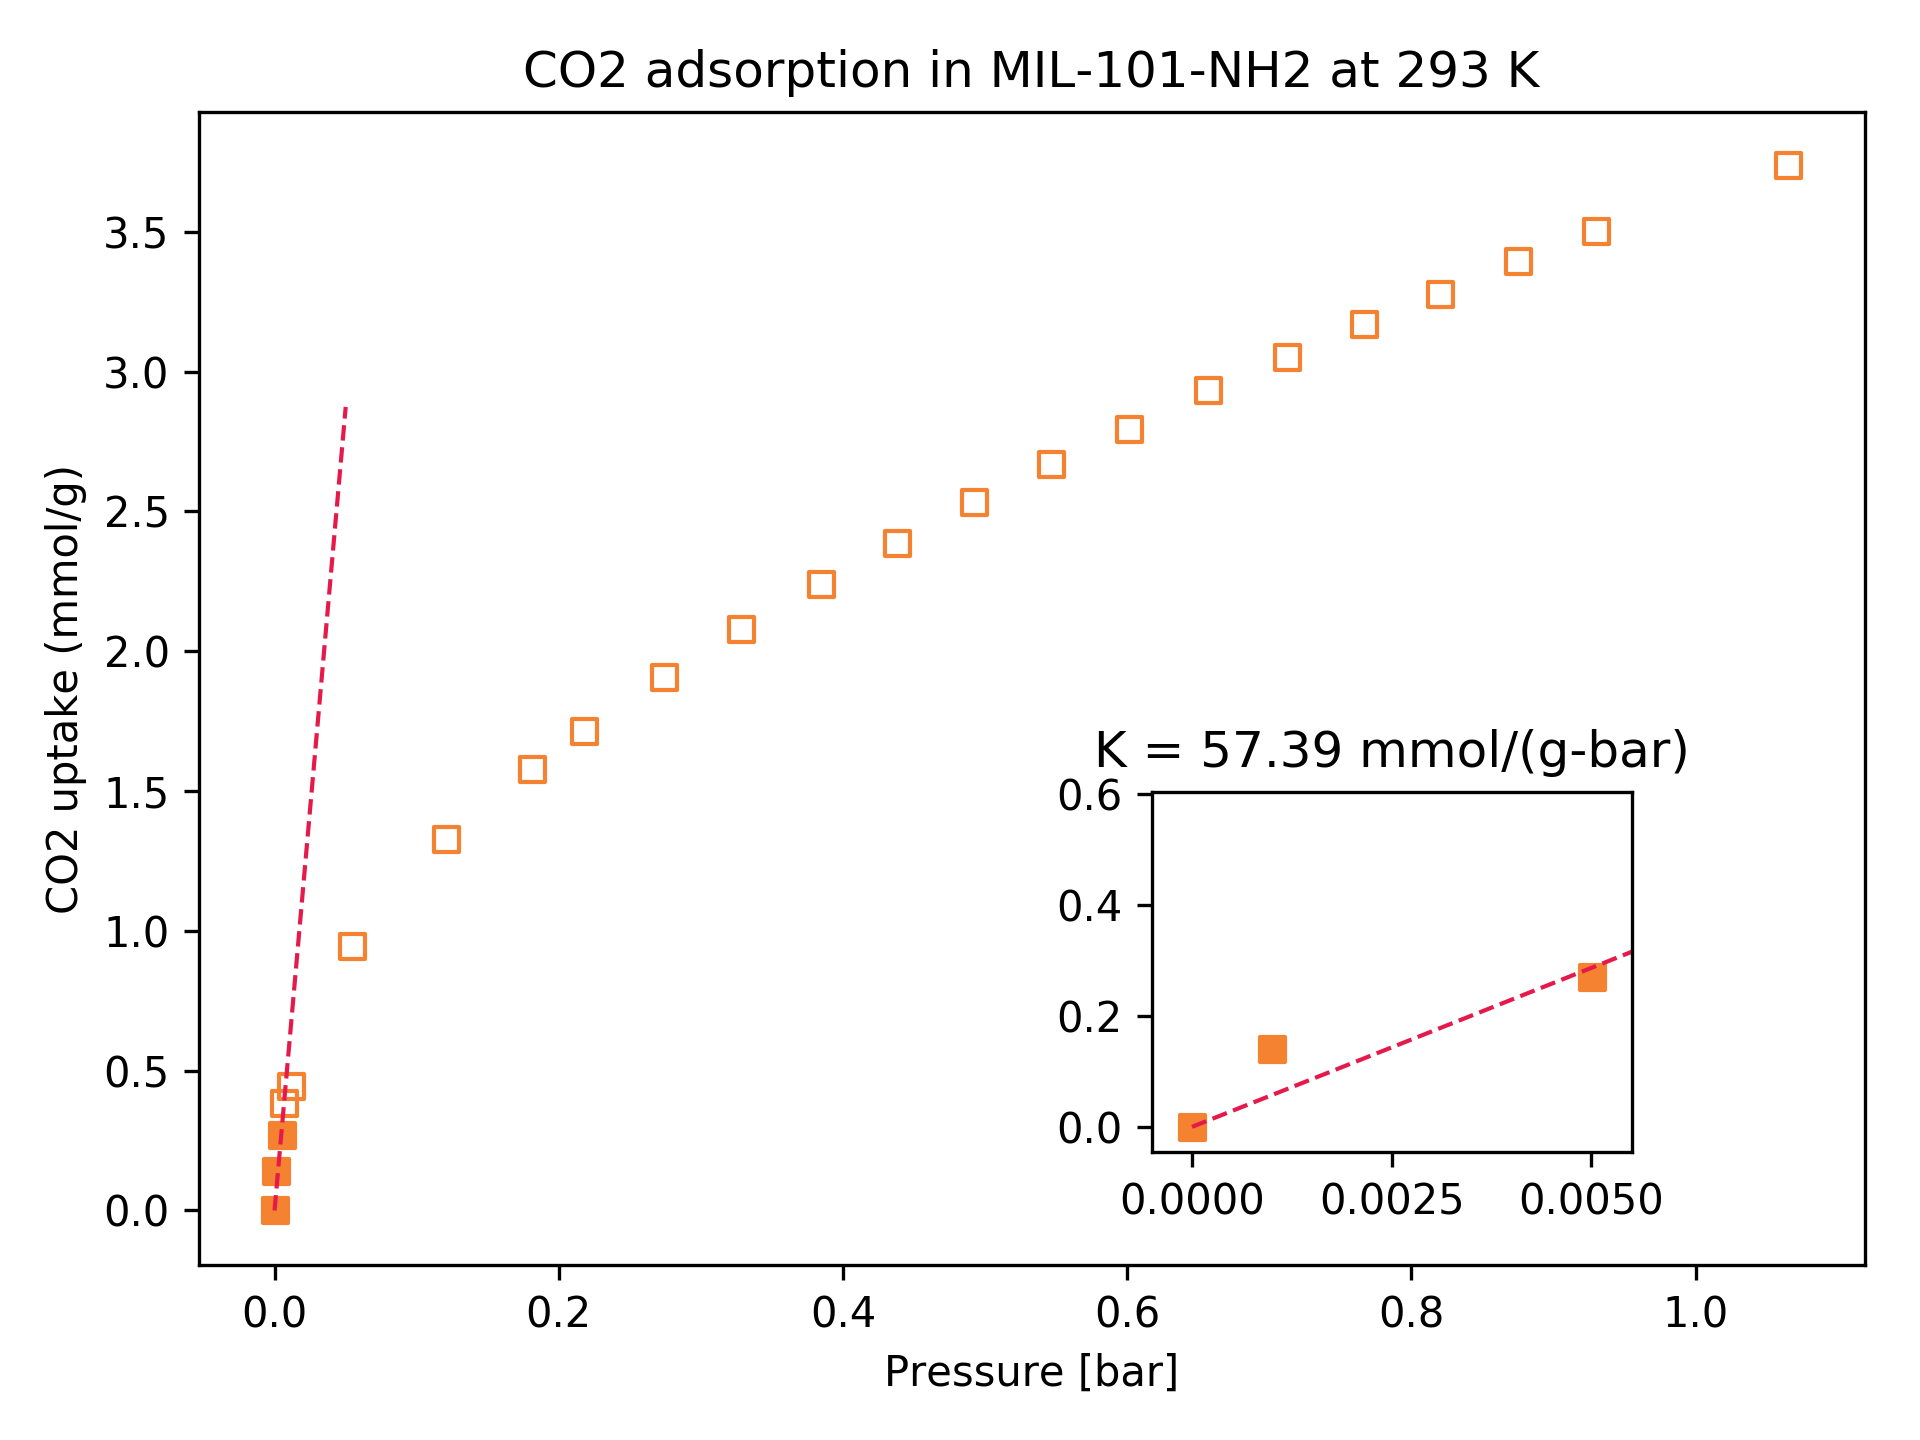 CO2 adsorption in MIL-101-NH2 at 293 K
CO2 uptake (mmol/g)
3.5
3.0
2.5
2.0
1.5
1.0
0.5
0.0
K = 57.39 mmol/(g-bar)
0.6
0.4
0.2
0.0
0.0000 0.0025 0.0050
0.0 0.2 0.4 0.6 0.8 1.0
Pressure [bar]